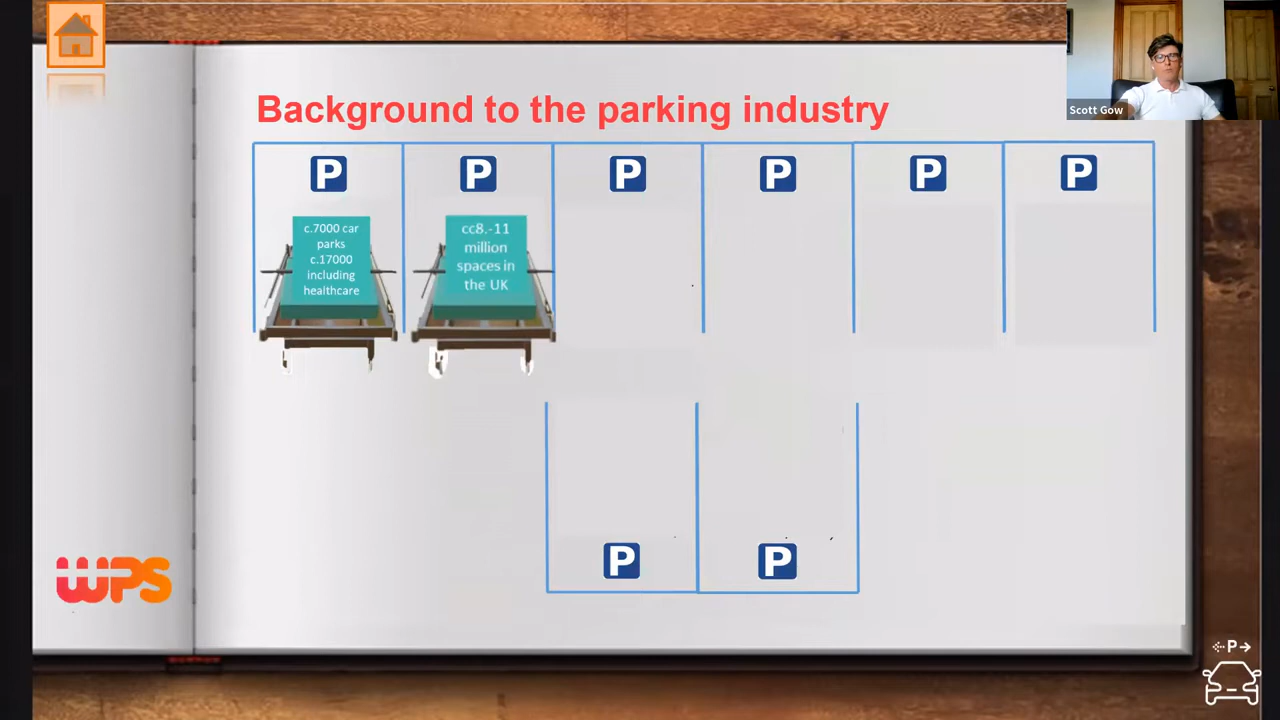 Scott Gow
Background to the parking industry
P
P
P
P
P
P
c.7000 car
parks
c.17000
including
healthcare
cc8.-11
million
spaces in
the UK
P
P
WPS
P